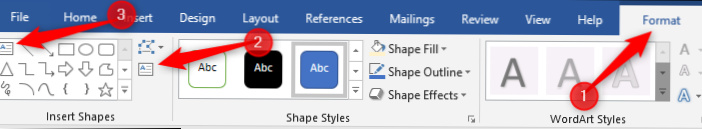 File Home Insert Design Layout References Mailings Review View Help Format
3
2
1
A
Abc Abc Abc
Shape Fill
Shape Outline
Shape Effects
A A A
A
A
A
A
Insert Shapes Shape Styles WordArt Styles